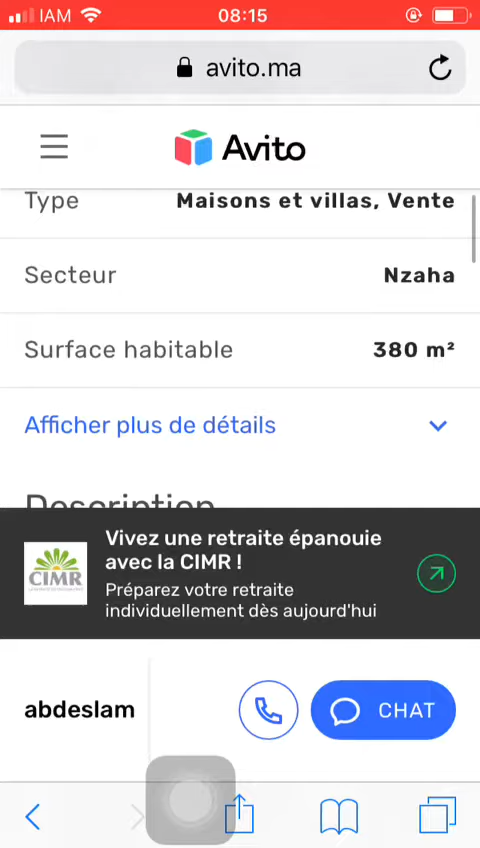 IAM 08:15
avito.ma
Avito
Type Maisons et villas, Vente
Secteur Nzaha
Surface habitable 380 m²
Afficher plus de détails
Description
Vivez une retraite épanouie
avec la CIMR !
CIMR
Préparez votre retraite
individuellement dès aujourd'hui
abdeslam CHAT